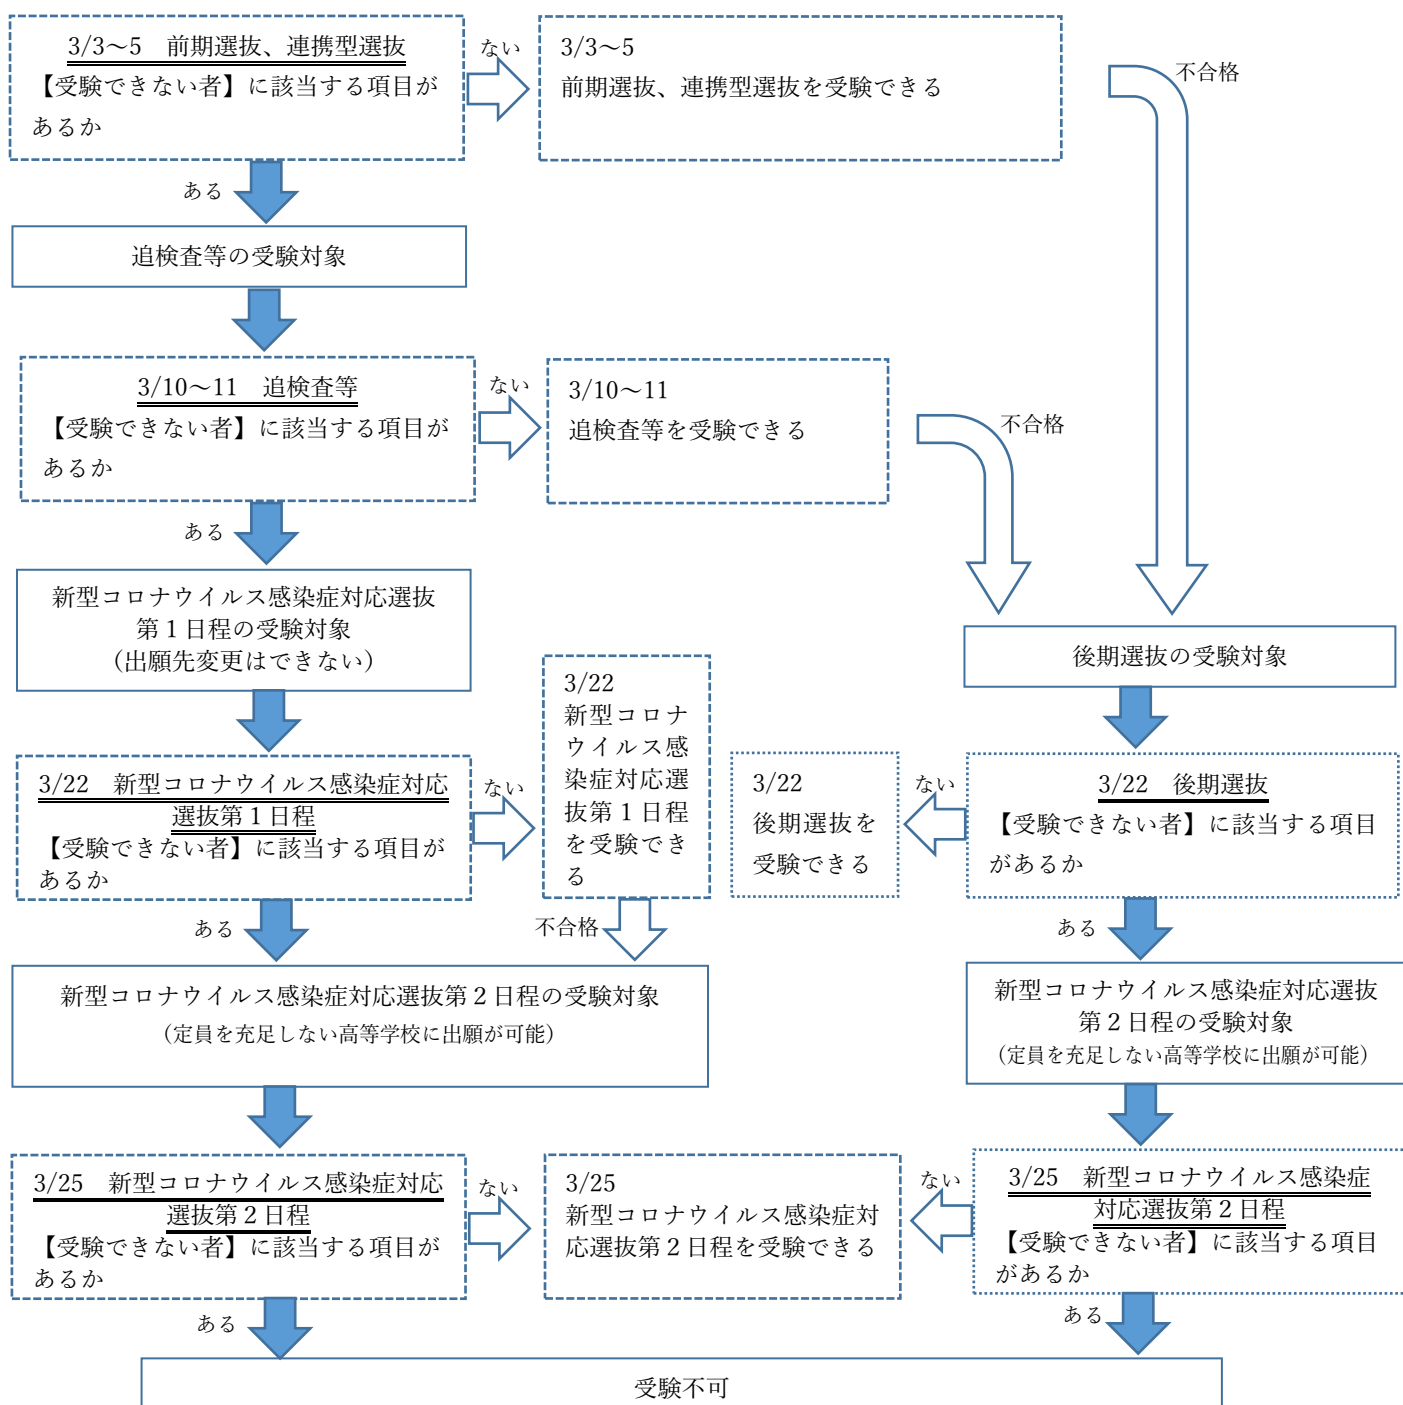 3/3～5　前期選抜、連携型選抜
【受験できない者】に該当する項目が
あるか
ない
3/3～5
前期選抜、連携型選抜を受験できる
不合格
ある
追検査等の受験対象
3/10～11　追検査等
【受験できない者】に該当する項目が
あるか
ない
3/10～11
追検査等を受験できる
不合格
ある
新型コロナウイルス感染症対応選抜
第１日程の受験対象
（出願先変更はできない）
後期選抜の受験対象
3/22　新型コロナウイルス感染症対応
選抜第１日程
【受験できない者】に該当する項目が
あるか
ない
3/22
新型コロナ
ウイルス感
染症対応選
抜第１日程
を受験でき
る
3/22
後期選抜を
受験できる
ない
3/22　後期選抜
【受験できない者】に該当する項目
があるか
ある
不合格
ある
新型コロナウイルス感染症対応選抜第２日程の受験対象
（定員を充足しない高等学校に出願が可能）
新型コロナウイルス感染症対応選抜
第２日程の受験対象
（定員を充足しない高等学校に出願が可能）
3/25　新型コロナウイルス感染症対応
選抜第２日程
【受験できない者】に該当する項目が
あるか
ない
3/25
新型コロナウイルス感染症対
応選抜第２日程を受験できる
ない
3/25　新型コロナウイルス感染症
対応選抜第２日程
【受験できない者】に該当する項目
があるか
ある
ある
受験不可